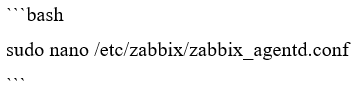 ```bash
sudo nano /etc/zabbix/zabbix_agentd.conf
```